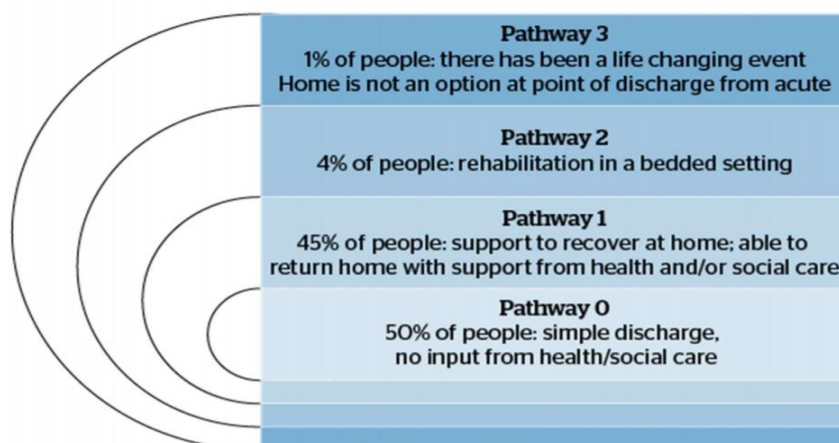 Pathway 3
1% of people: there has been a life changing event
Home is not an option at point of discharge from acute
Pathway 2
4% of people: rehabilitation in a bedded setting
Pathway 1
45% of people: support to recover at home; able to
return home with support from health and/or social care
Pathway 0
50% of people: simple discharge,
no input from health/social care